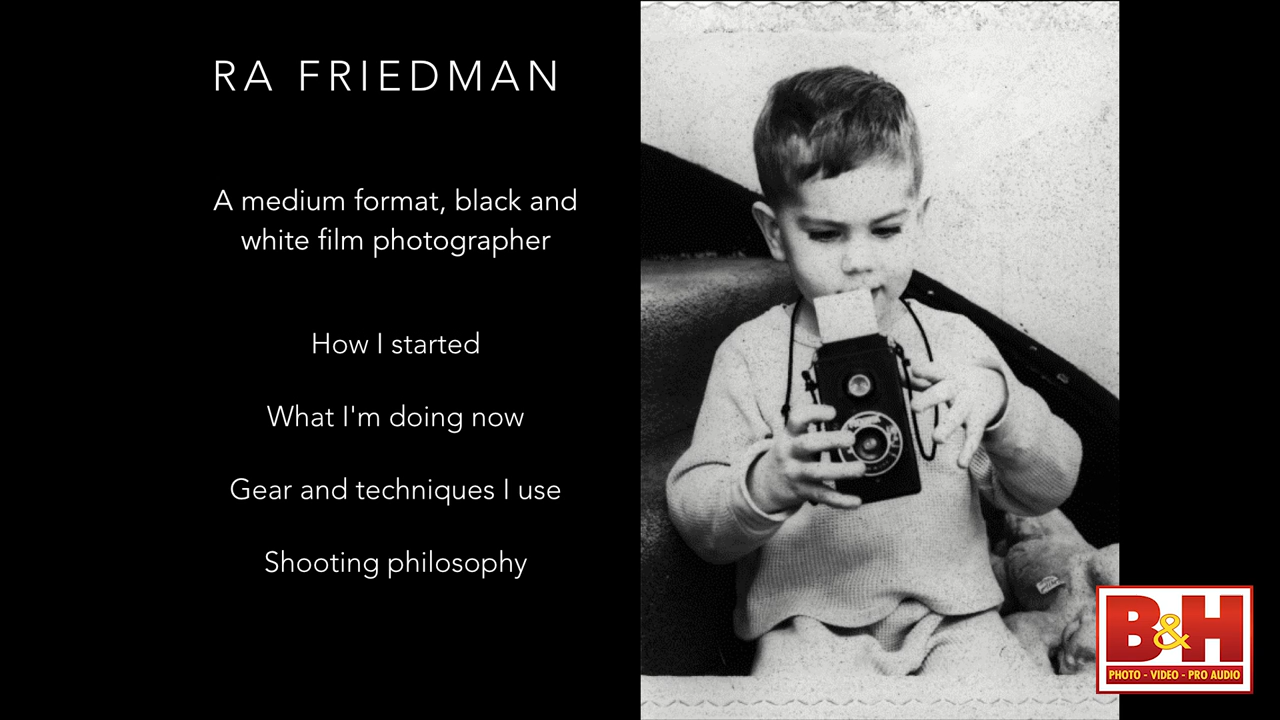 RA FRIEDMAN
A medium format, black and
white film photographer
How I started
What I'm doing now
Gear and techniques I use
Shooting philosophy
B&H
PHOTO - VIDEO - PRO AUDIO